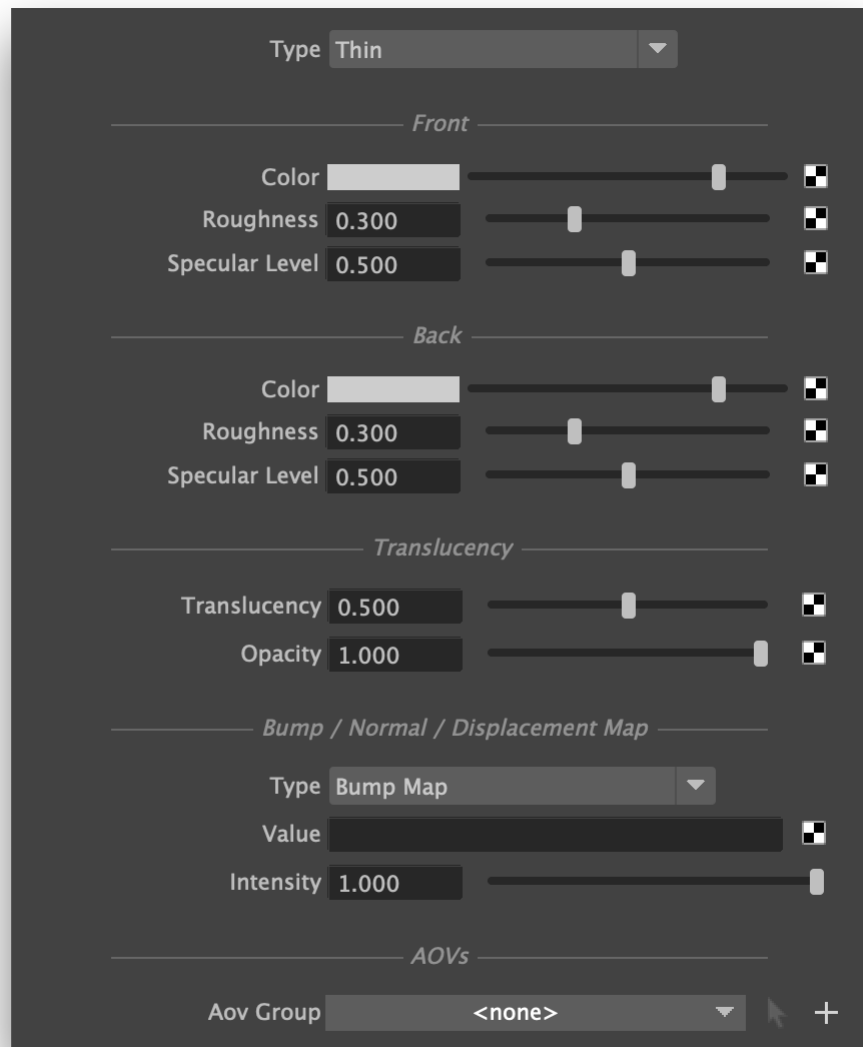 Type Thin
Front
Color
Roughness 0.300
Specular Level 0.500
Back
Color
Roughness 0.300
Specular Level 0.500
Translucency
Translucency 0.500
Opacity 1.000
Bump / Normal / Displacement Map
Type Bump Map
Value
Intensity 1.000
AOVs
Aov Group <none>